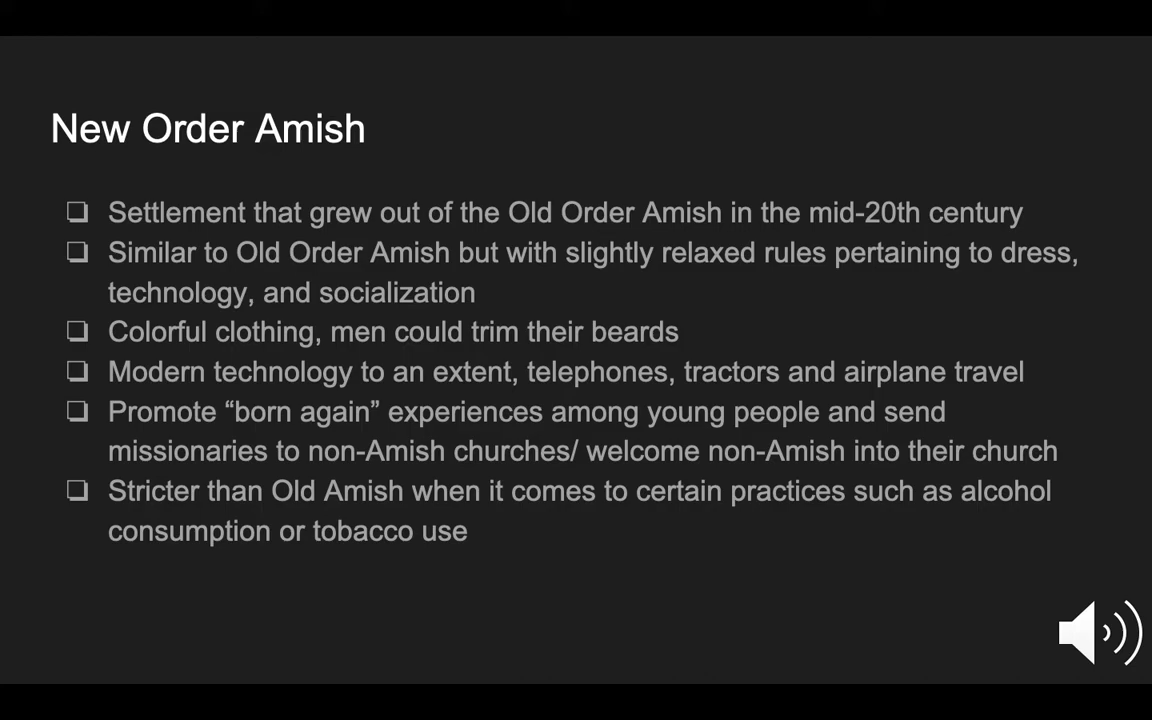 New Order Amish
❏ Settlement that grew out of the Old Order Amish in the mid-20th century
❏ Similar to Old Order Amish but with slightly relaxed rules pertaining to dress,
technology, and socialization
❏ Colorful clothing, men could trim their beards
❏ Modern technology to an extent, telephones, tractors and airplane travel
❏ Promote “born again” experiences among young people and send
missionaries to non-Amish churches/ welcome non-Amish into their church
❏ Stricter than Old Amish when it comes to certain practices such as alcohol
consumption or tobacco use